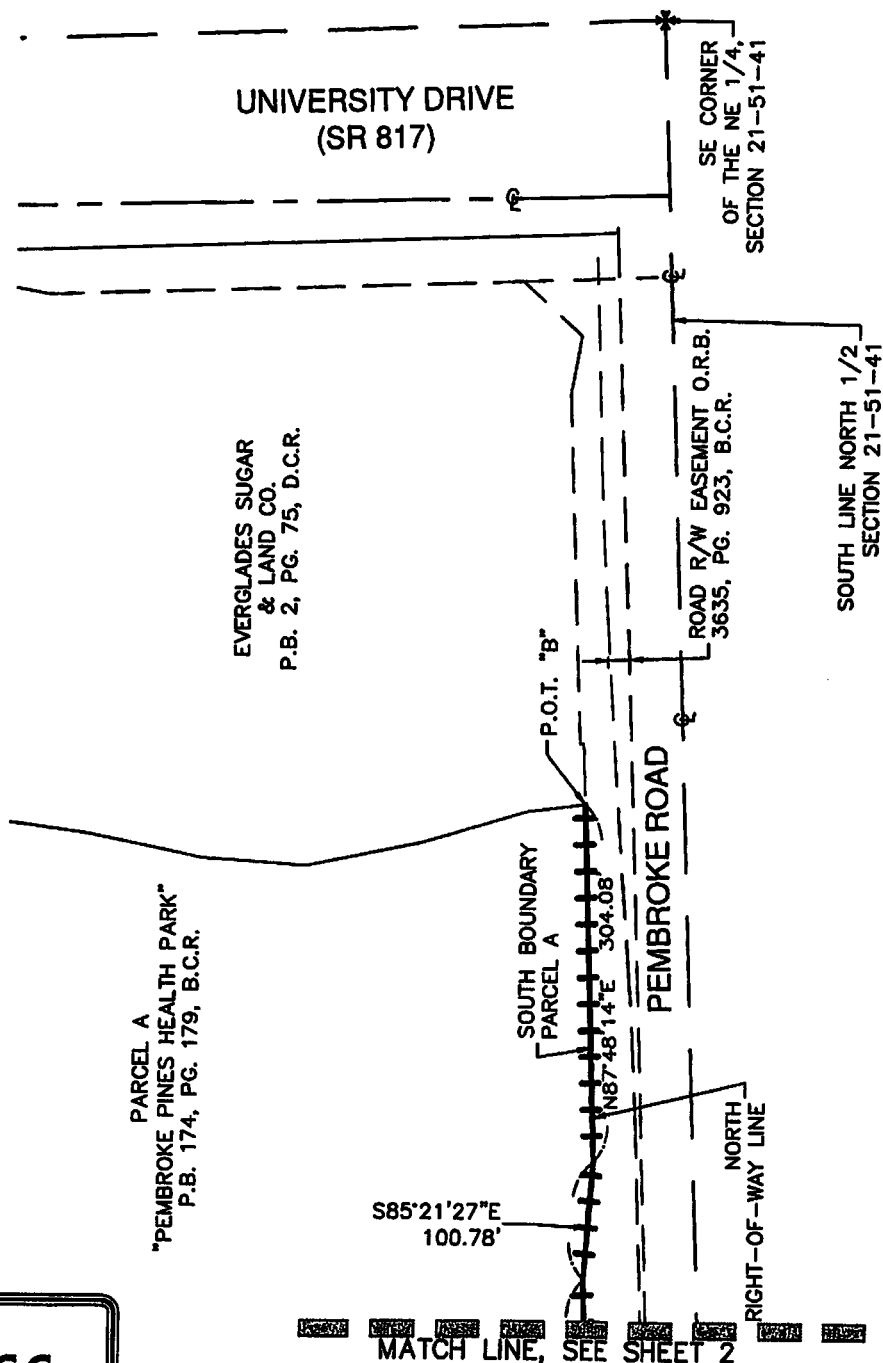 UNIVERSITY DRIVE
(SR 817)
SE CORNER
OF THE NE 1/4,
SECTION 21-51-41
EVERGLADES SUGAR
& LAND CO.
P.B. 2, PG. 75, D.C.R.
ROAD R/W EASEMENT O.R.B.
3635, PG. 923, B.C.R.
SOUTH LINE NORTH 1/2
SECTION 21-51-41
P.O.T. "B"
PARCEL A
"PEMBROKE PINES HEALTH PARK"
P.B. 174, PG. 179, B.C.R.
SOUTH BOUNDARY
PARCEL A
N87°48'14"E 304.08'
PEMBROKE ROAD
NORTH
RIGHT-OF-WAY LINE
S85°21'27"E
100.78'
MATCH LINE, SEE SHEET 2